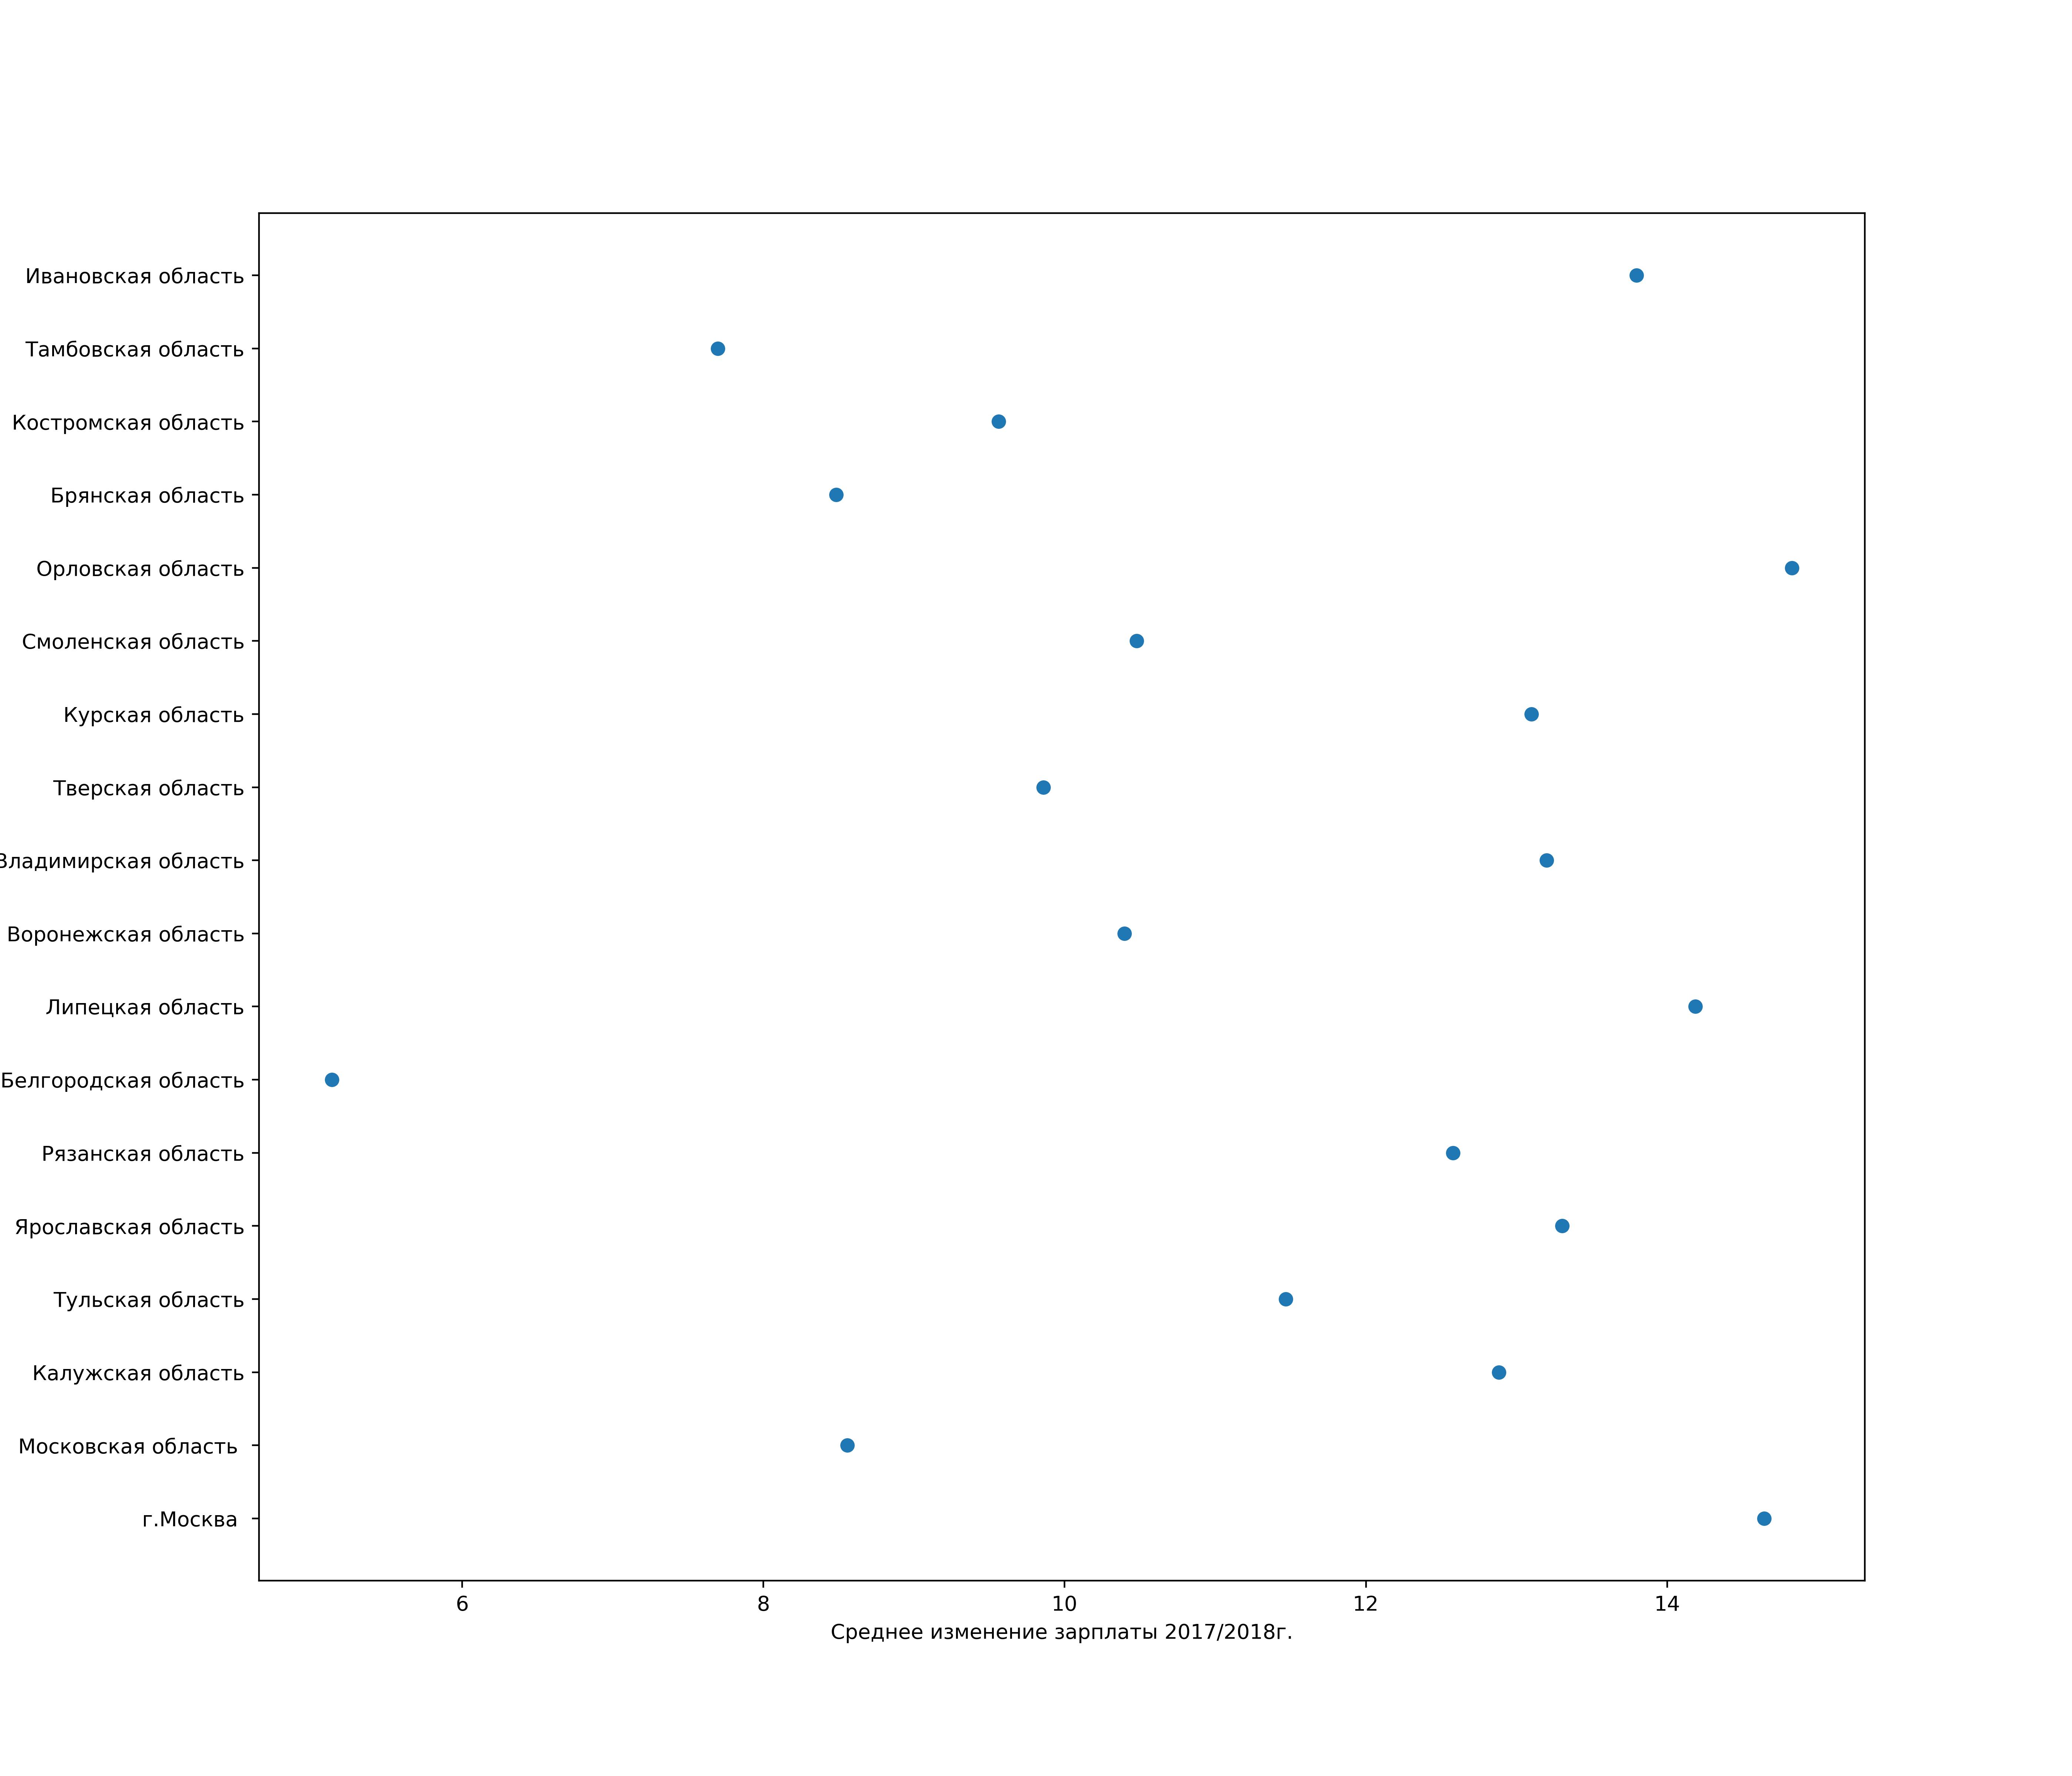 Ивановская область
Тамбовская область
Костромская область
Брянская область
Орловская область
Смоленская область
Курская область
Тверская область
Владимирская область
Воронежская область
Липецкая область
Белгородская область
Рязанская область
Ярославская область
Тульская область
Калужская область
Московская область
г.Москва
6 8 10 12 14
Среднее изменение зарплаты 2017/2018г.